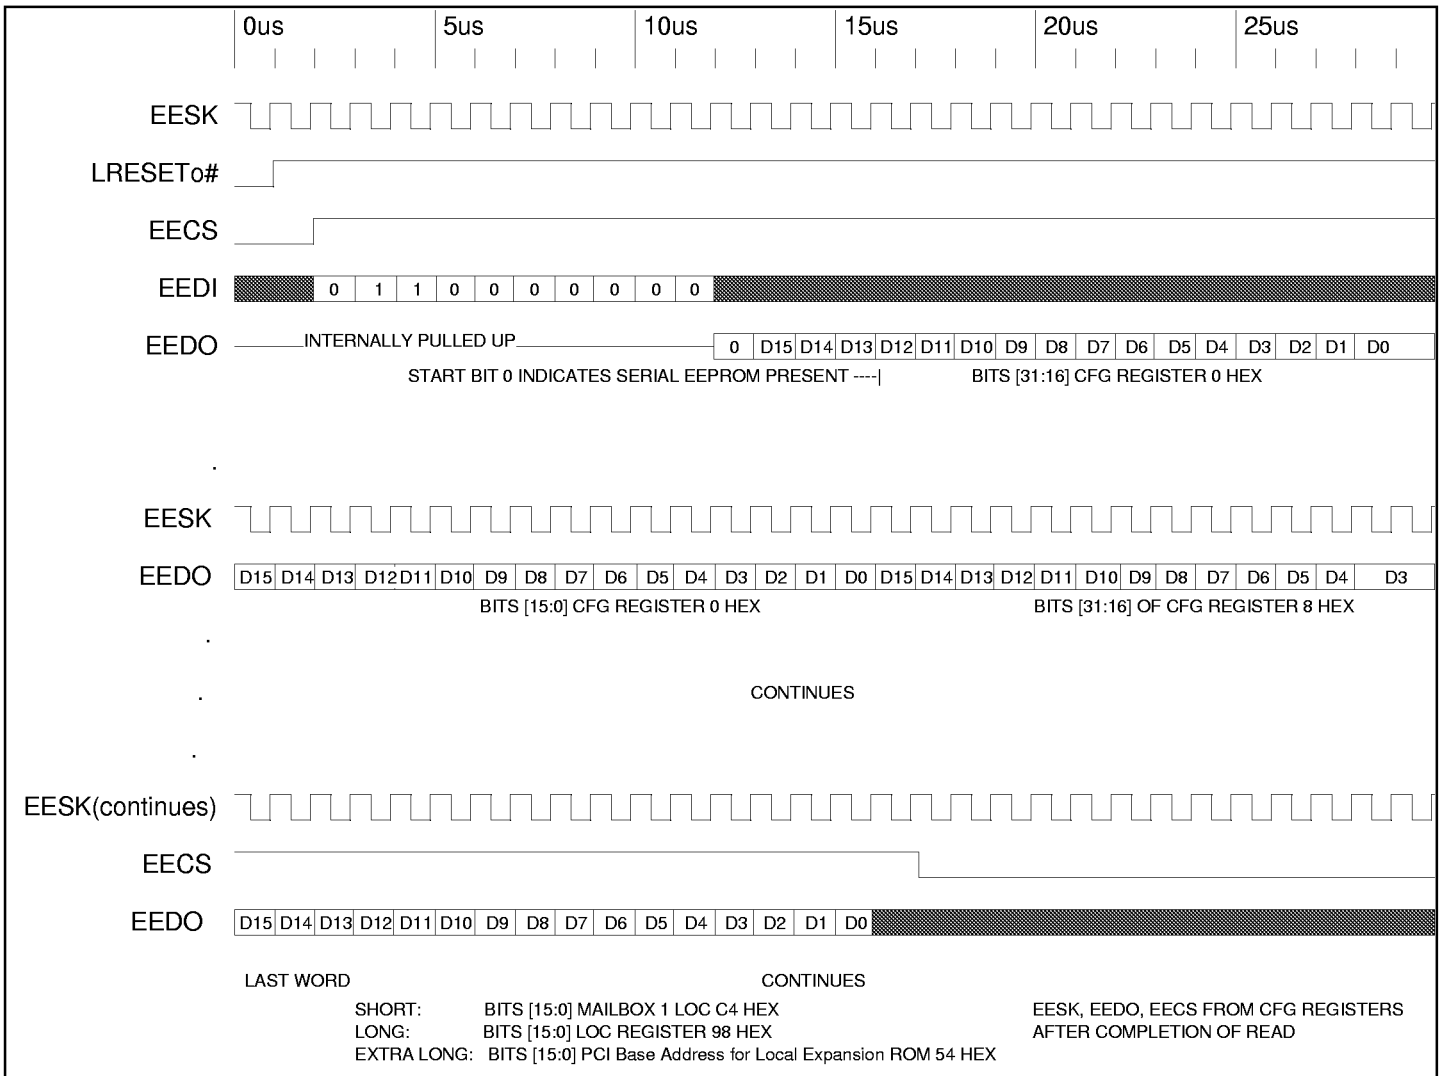 0us 5us 10us 15us 20us 25us
EESK
LRESETo#
EECS
EEDI 0 1 1 0 0 0 0 0 0 0
EEDO INTERNALLY PULLED UP 0 D15 D14 D13 D12 D11 D10 D9 D8 D7 D6 D5 D4 D3 D2 D1 D0
START BIT 0 INDICATES SERIAL EEPROM PRESENT ----| BITS [31:16] CFG REGISTER 0 HEX
.
EESK
EEDO D15 D14 D13 D12 D11 D10 D9 D8 D7 D6 D5 D4 D3 D2 D1 D0 D15 D14 D13 D12 D11 D10 D9 D8 D7 D6 D5 D4 D3
BITS [15:0] CFG REGISTER 0 HEX BITS [31:16] OF CFG REGISTER 8 HEX
.
. CONTINUES
.
EESK(continues)
EECS
EEDO D15 D14 D13 D12 D11 D10 D9 D8 D7 D6 D5 D4 D3 D2 D1 D0
LAST WORD CONTINUES
SHORT: BITS [15:0] MAILBOX 1 LOC C4 HEX EESK, EEDO, EECS FROM CFG REGISTERS
LONG: BITS [15:0] LOC REGISTER 98 HEX AFTER COMPLETION OF READ
EXTRA LONG: BITS [15:0] PCI Base Address for Local Expansion ROM 54 HEX